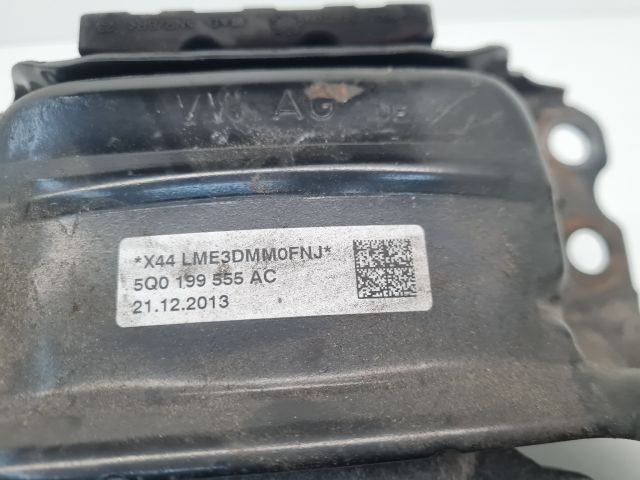 VW AG
*X44 LME3DMM0FNJ*
5Q0 199 555 AC
21.12.2013